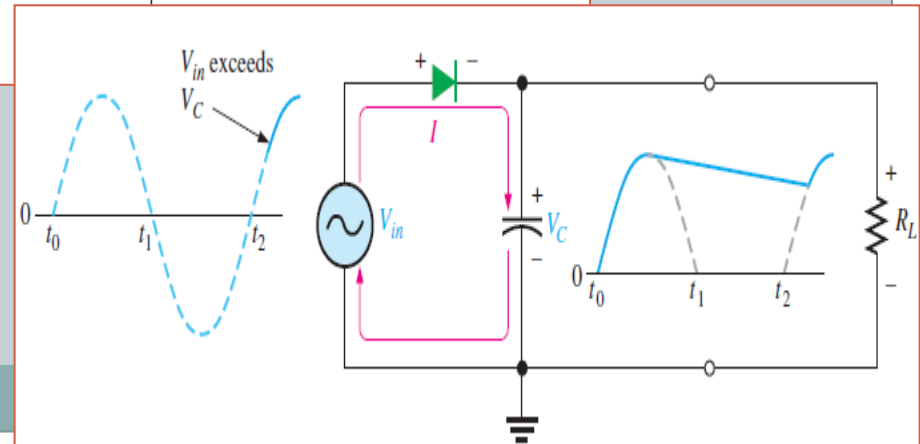 V_in exceeds
V_C
0
t_0
t_1
t_2
+
−
I
V_in
+
V_C
−
0
t_0
t_1
t_2
+
R_L
−